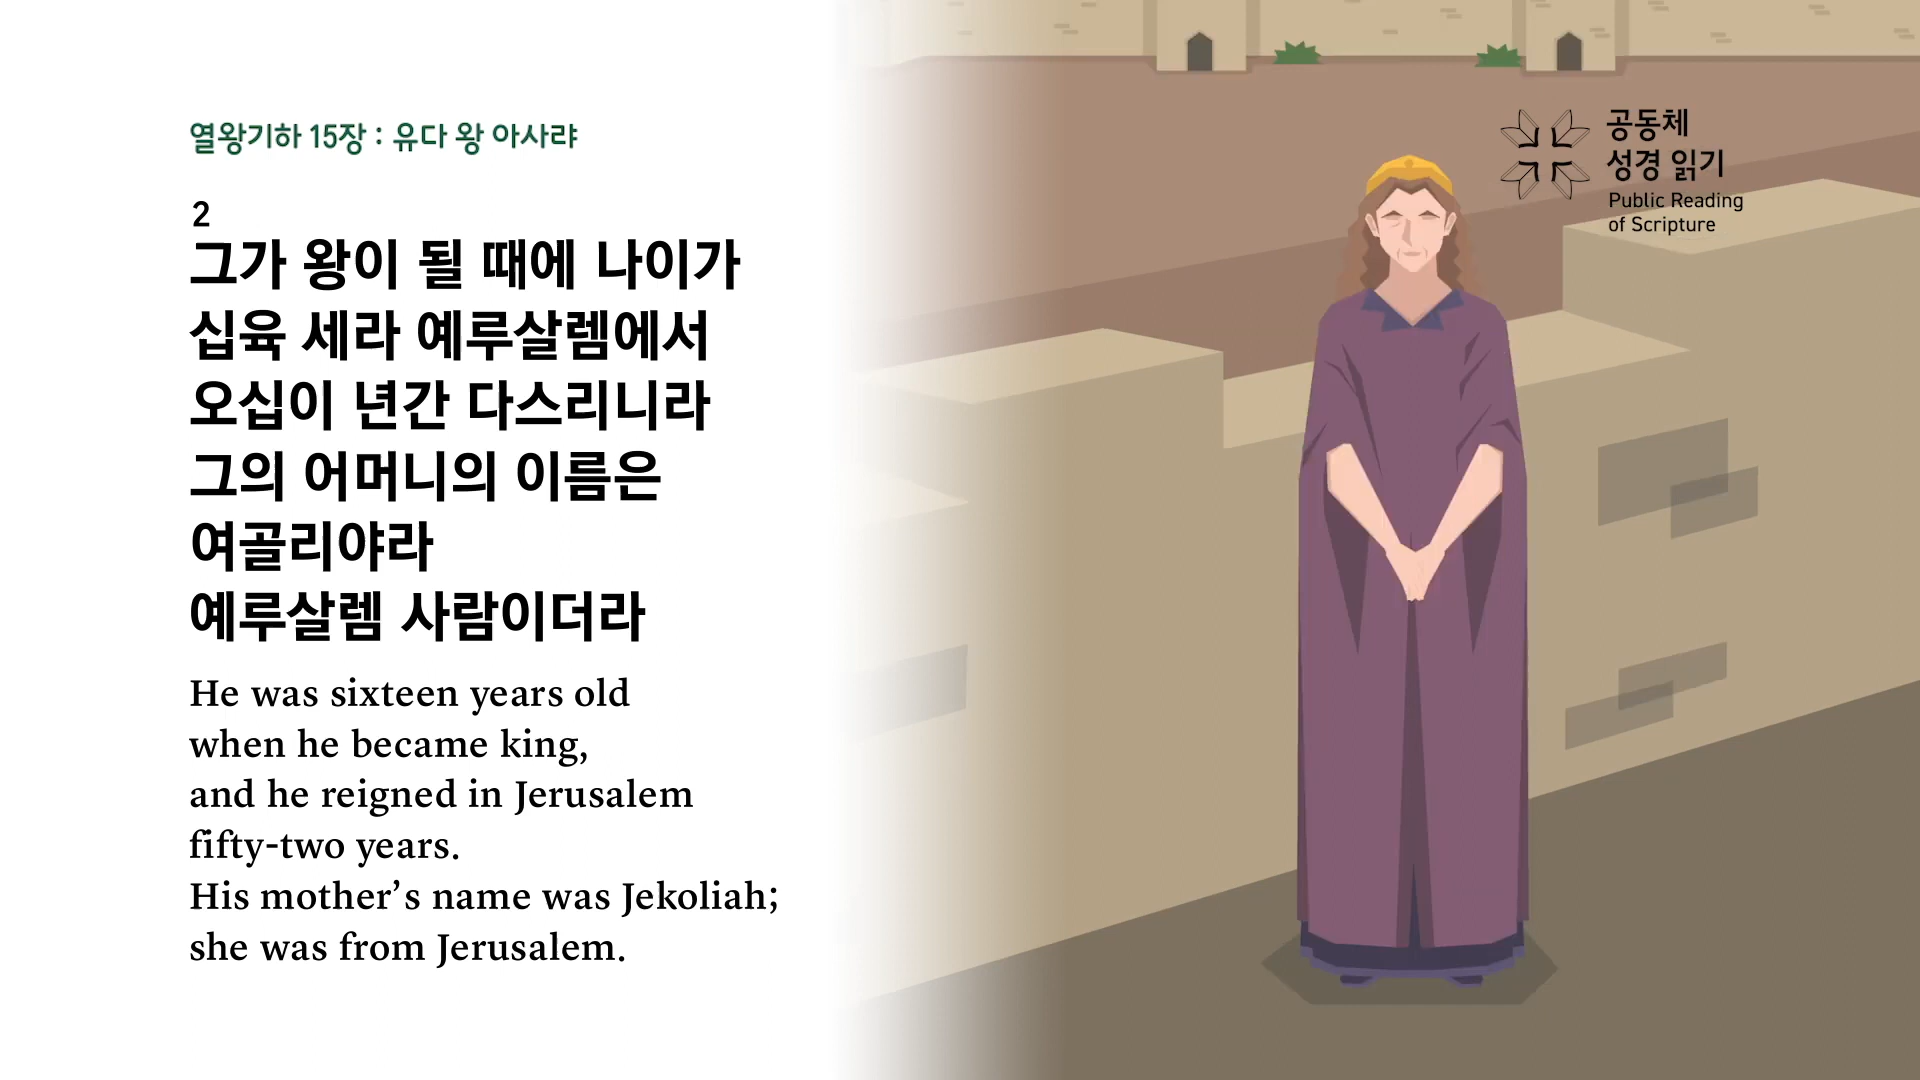 열왕기하 15장 : 유다 왕 아사랴
2
그가 왕이 될 때에 나이가
십육 세라 예루살렘에서
오십이 년간 다스리니라
그의 어머니의 이름은
여골리야라
예루살렘 사람이더라
He was sixteen years old
when he became king,
and he reigned in Jerusalem
fifty-two years.
His mother’s name was Jekoliah;
she was from Jerusalem.
공동체
성경 읽기
Public Reading
of Scripture